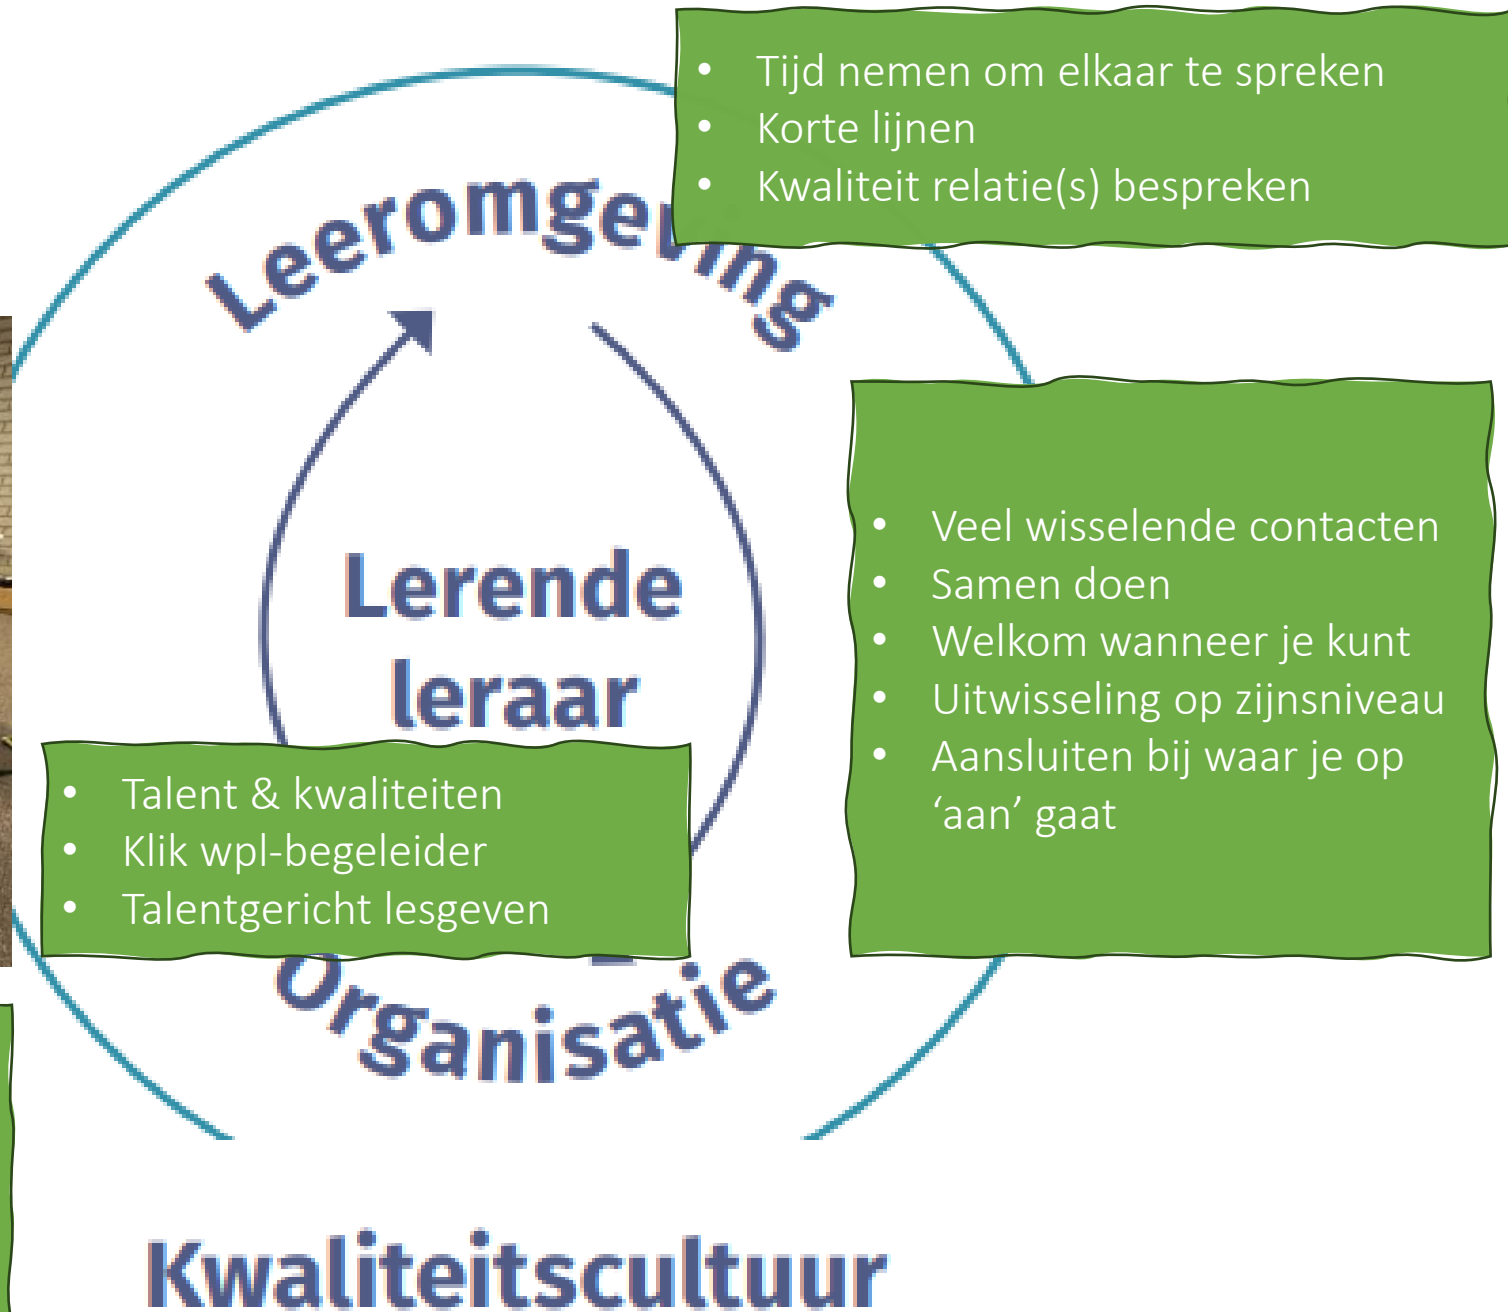 • Tijd nemen om elkaar te spreken
• Korte lijnen
• Kwaliteit relatie(s) bespreken
Leeromgeving
Lerende
leraar
• Veel wisselende contacten
• Samen doen
• Welkom wanneer je kunt
• Uitwisseling op zijnsniveau
• Aansluiten bij waar je op
‘aan’ gaat
• Talent & kwaliteiten
• Klik wpl-begeleider
• Talentgericht lesgeven
Organisatie
Kwaliteitscultuur